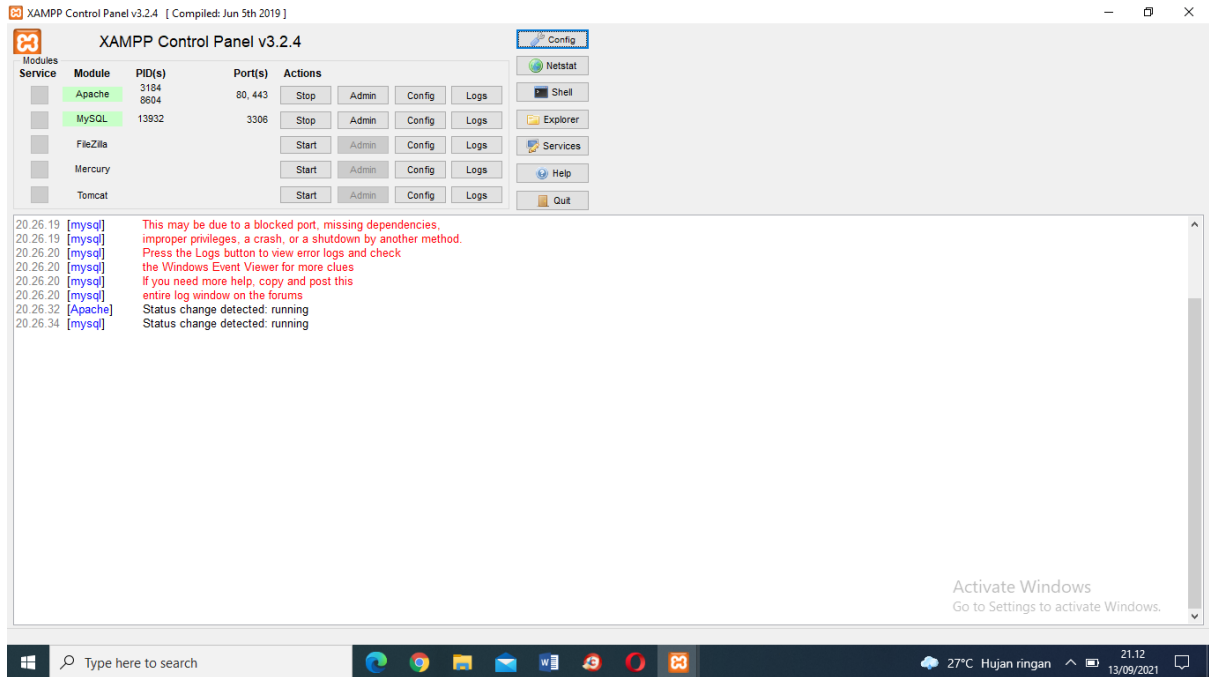 XAMPP Control Panel v3.2.4 [ Compiled: Jun 5th 2019 ]
XAMPP Control Panel v3.2.4
Config
Modules
Netstat
Service Module PID(s) Port(s) Actions
Apache 3184 8604 80, 443 Stop Admin Config Logs
Shell
MySQL 13932 3306 Stop Admin Config Logs
Explorer
FileZilla Start Admin Config Logs
Services
Mercury Start Admin Config Logs
Help
Tomcat Start Admin Config Logs
Quit
20.26.19 [mysql] This may be due to a blocked port, missing dependencies,
20.26.19 [mysql] improper privileges, a crash, or a shutdown by another method.
20.26.20 [mysql] Press the Logs button to view error logs and check
20.26.20 [mysql] the Windows Event Viewer for more clues
20.26.20 [mysql] If you need more help, copy and post this
20.26.20 [mysql] entire log window on the forums
20.26.32 [Apache] Status change detected: running
20.26.34 [mysql] Status change detected: running
Activate Windows
Go to Settings to activate Windows.
Type here to search
27°C Hujan ringan
21.12
13/09/2021